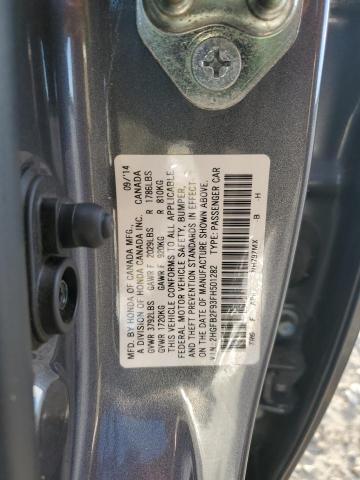 MFD. BY HONDA OF CANADA MFG. 09/14
A DIVISION OF HONDA CANADA INC. CANADA
GVWR 3792LBS GAWR F 2029LBS R 1786LBS
GVWR 1720KG GAWR F 920KG R 810KG
THIS VEHICLE CONFORMS TO ALL APPLICABLE
FEDERAL MOTOR VEHICLE SAFETY, BUMPER,
AND THEFT PREVENTION STANDARDS IN EFFECT
ON THE DATE OF MANUFACTURE SHOWN ABOVE.
V.I.N.: 2HGFB2F93FH501282 TYPE: PASSENGER CAR
NH797MX B -H